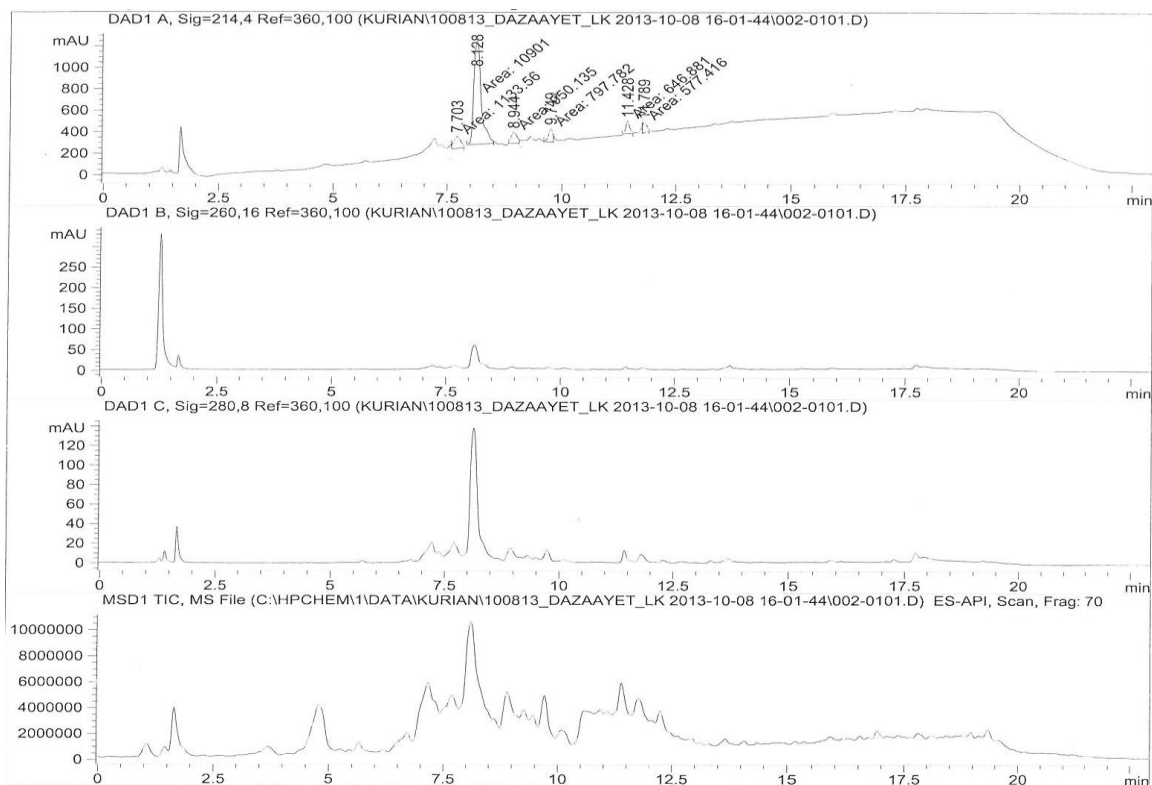 DAD1 A, Sig=214,4 Ref=360,100 (KURIAN\100813_DAZAAYET_LK 2013-10-08 16-01-44\002-0101.D)
mAU
1000
800
600
400
200
0
7.703
Area: 1133.56
8.128
Area: 10901
8.944
Area: 1050.135
9.749
Area: 797.782
11.428
Area: 646.881
Area: 577.416
0 2.5 5 7.5 10 12.5 15 17.5 20 min
DAD1 B, Sig=260,16 Ref=360,100 (KURIAN\100813_DAZAAYET_LK 2013-10-08 16-01-44\002-0101.D)
mAU
250
200
150
100
50
0
0 2.5 5 7.5 10 12.5 15 17.5 20 min
DAD1 C, Sig=280,8 Ref=360,100 (KURIAN\100813_DAZAAYET_LK 2013-10-08 16-01-44\002-0101.D)
mAU
120
100
80
60
40
20
0
0 2.5 5 7.5 10 12.5 15 17.5 20 min
MSD1 TIC, MS File (C:\HPCHEM\1\DATA\KURIAN\100813_DAZAAYET_LK 2013-10-08 16-01-44\002-0101.D) ES-API, Scan, Frag: 70
10000000
8000000
6000000
4000000
2000000
0
0 2.5 5 7.5 10 12.5 15 17.5 20 min